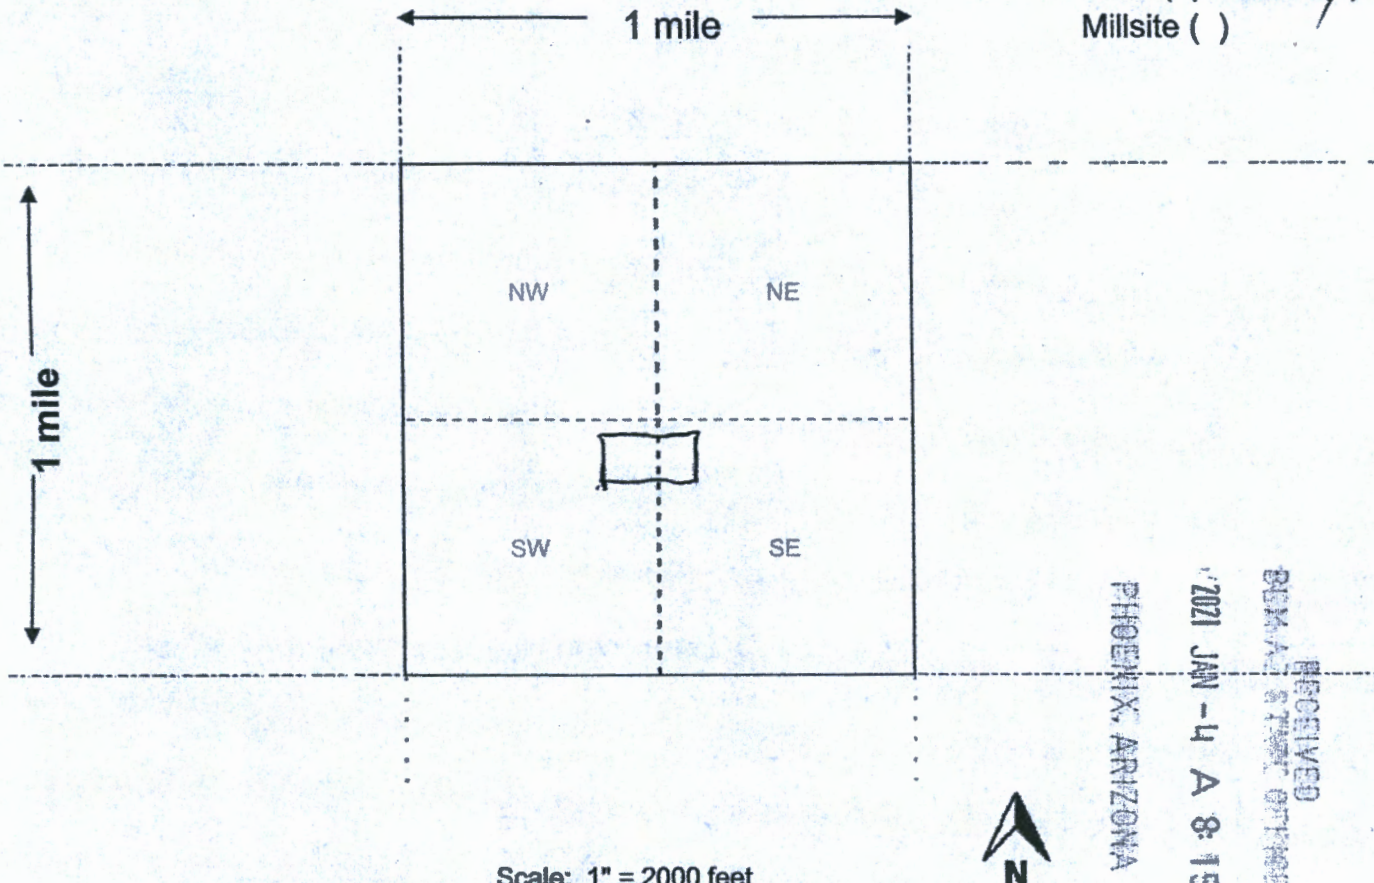 1 mile
Millsite ( )
NW
NE
1 mile
SW
SE
RECEIVED
2021 JAN -4 A 8:15
PHOENIX, ARIZONA
N
Scale: 1" = 2000 feet